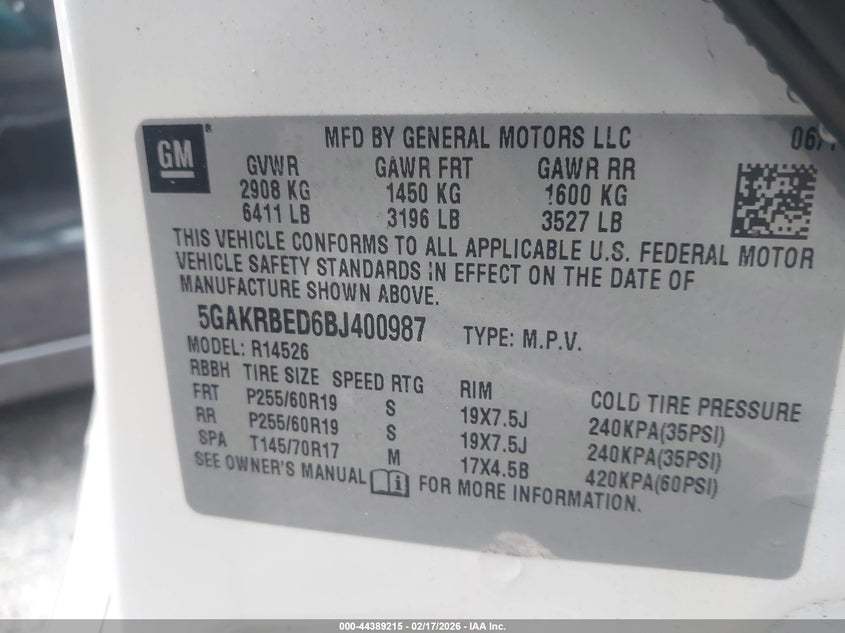 GM
MFD BY GENERAL MOTORS LLC
GVWR GAWR FRT GAWR RR
2908 KG 1450 KG 1600 KG
6411 LB 3196 LB 3527 LB
THIS VEHICLE CONFORMS TO ALL APPLICABLE U.S. FEDERAL MOTOR
VEHICLE SAFETY STANDARDS IN EFFECT ON THE DATE OF
MANUFACTURE SHOWN ABOVE.
5GAKRBED6BJ400987 TYPE: M.P.V.
MODEL: R14526
RBBH TIRE SIZE SPEED RTG RIM COLD TIRE PRESSURE
FRT P255/60R19 S 19X7.5J 240KPA(35PSI)
RR P255/60R19 S 19X7.5J 240KPA(35PSI)
SPA T145/70R17 M 17X4.5B 420KPA(60PSI)
SEE OWNER'S MANUAL i FOR MORE INFORMATION.
000-44389215 - 02/17/2026 - IAA Inc.